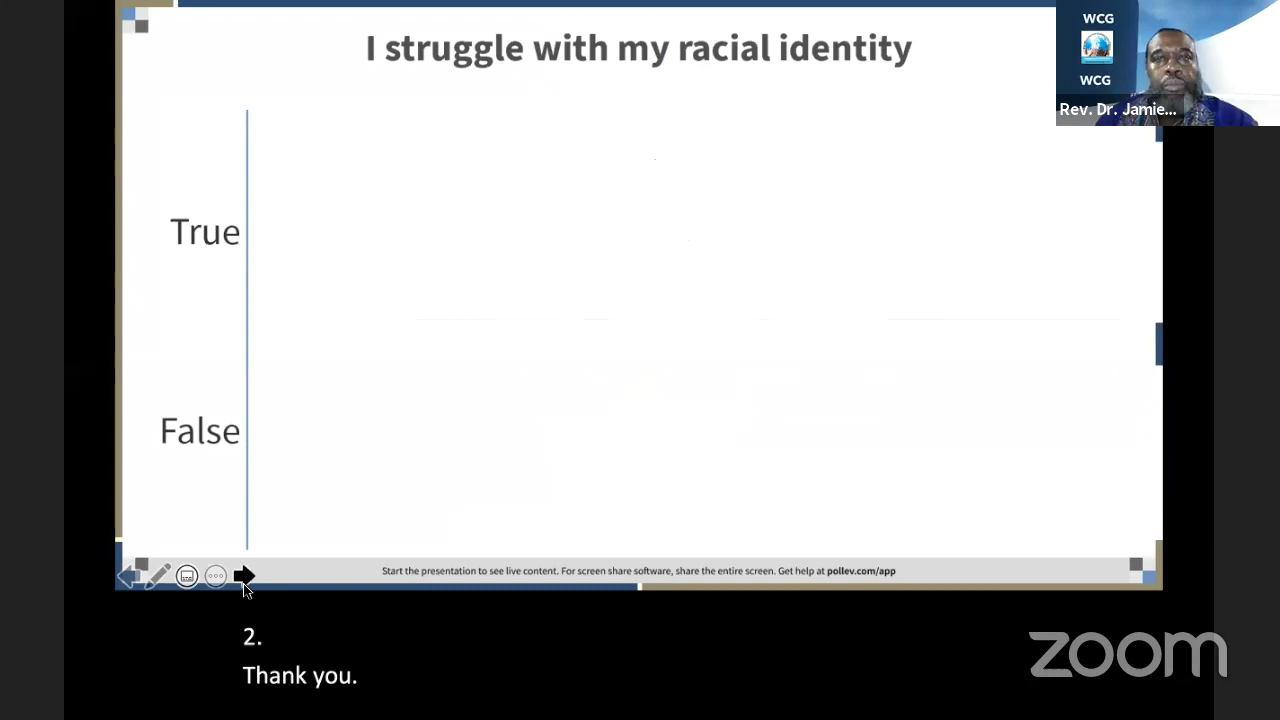 I struggle with my racial identity
WCG
WCG
Rev. Dr. Jamie...
True
False
Start the presentation to see live content. For screen share software, share the entire screen. Get help at pollev.com/app
2.
Thank you.
zoom